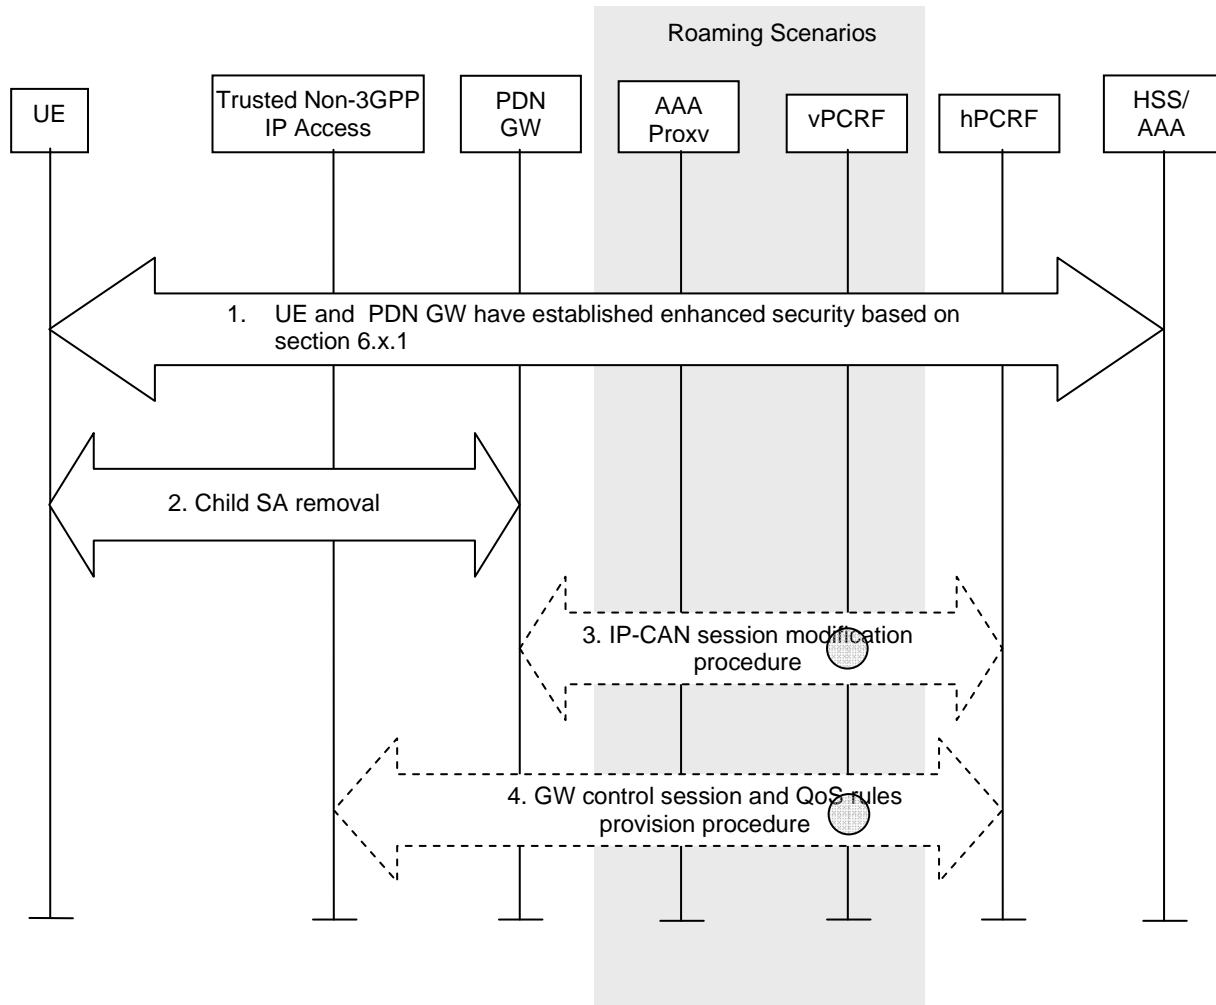 Roaming Scenarios
UE
Trusted Non-3GPP
IP Access
PDN
GW
AAA
Proxv
vPCRF
hPCRF
HSS/
AAA
1. UE and PDN GW have established enhanced security based on
section 6.x.1
2. Child SA removal
3. IP-CAN session modification
procedure
4. GW control session and QoS rules
provision procedure